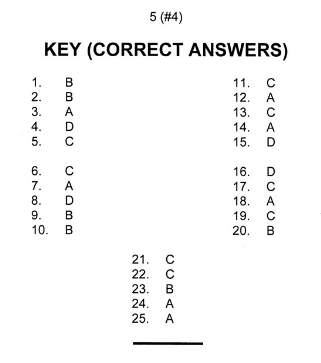 5 (#4)
KEY (CORRECT ANSWERS)
1. B
2. B
3. A
4. D
5. C
6. C
7. A
8. D
9. B
10. B
11. C
12. A
13. C
14. A
15. D
16. D
17. C
18. A
19. C
20. B
21. C
22. C
23. B
24. A
25. A